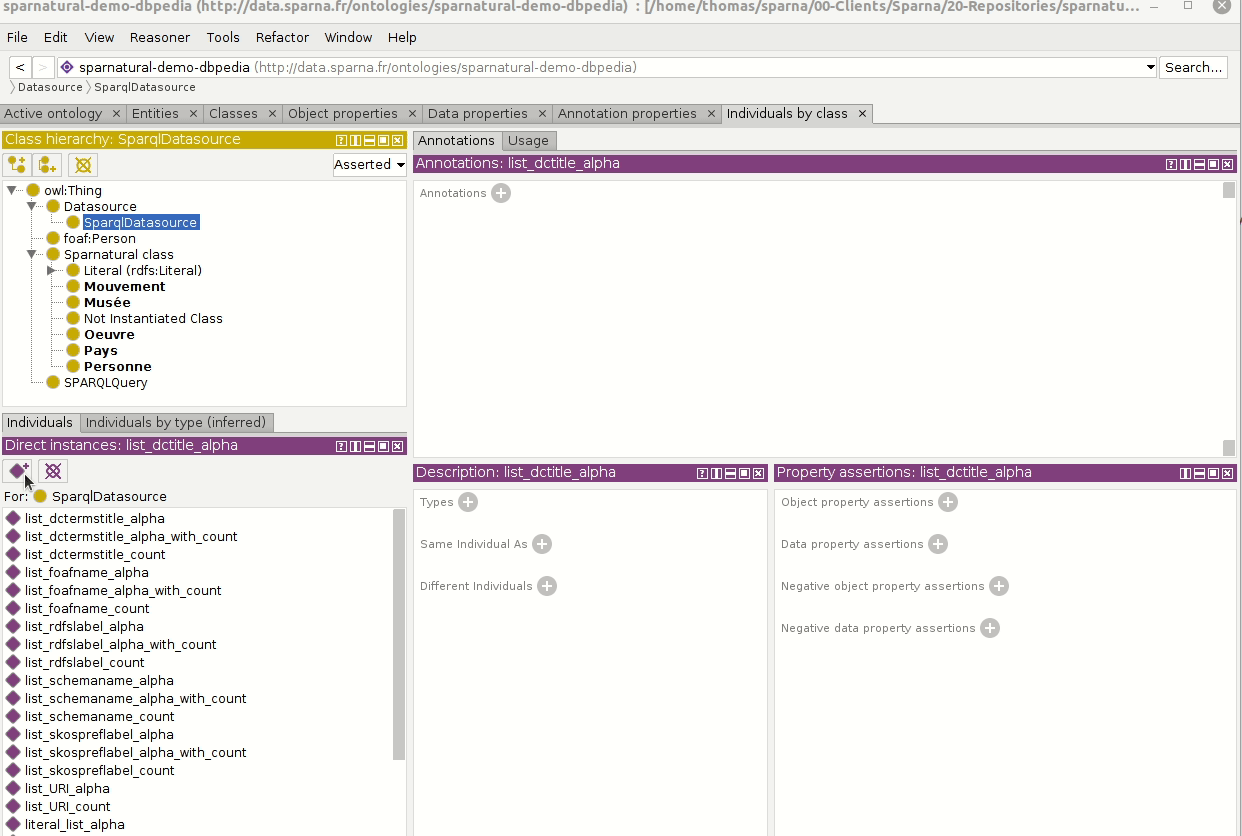 sparnatural-demo-dbpedia (http://data.sparna.fr/ontologies/sparnatural-demo-dbpedia) : [/home/thomas/sparna/00-Clients/Sparna/20-Repositories/sparnatu...
File Edit View Reasoner Tools Refactor Window Help
< > sparnatural-demo-dbpedia (http://data.sparna.fr/ontologies/sparnatural-demo-dbpedia) Search...
Datasource SparqlDatasource
Active ontology × Entities × Classes × Object properties × Data properties × Annotation properties × Individuals by class ×
Class hierarchy: SparqlDatasource
Asserted
owl:Thing
Datasource
SparqlDatasource
foaf:Person
Sparnatural class
Literal (rdfs:Literal)
Mouvement
Musée
Not Instantiated Class
Oeuvre
Pays
Personne
SPARQLQuery
Annotations Usage
Annotations: list_dctitle_alpha
Annotations
Individuals Individuals by type (inferred)
Direct instances: list_dctitle_alpha
For: SparqlDatasource
list_dctermstitle_alpha
list_dctermstitle_alpha_with_count
list_dctermstitle_count
list_foafname_alpha
list_foafname_alpha_with_count
list_foafname_count
list_rdfslabel_alpha
list_rdfslabel_alpha_with_count
list_rdfslabel_count
list_schemaname_alpha
list_schemaname_alpha_with_count
list_schemaname_count
list_skospreflabel_alpha
list_skospreflabel_alpha_with_count
list_skospreflabel_count
list_URI_alpha
list_URI_count
literal_list_alpha
Description: list_dctitle_alpha
Types
Same Individual As
Different Individuals
Property assertions: list_dctitle_alpha
Object property assertions
Data property assertions
Negative object property assertions
Negative data property assertions